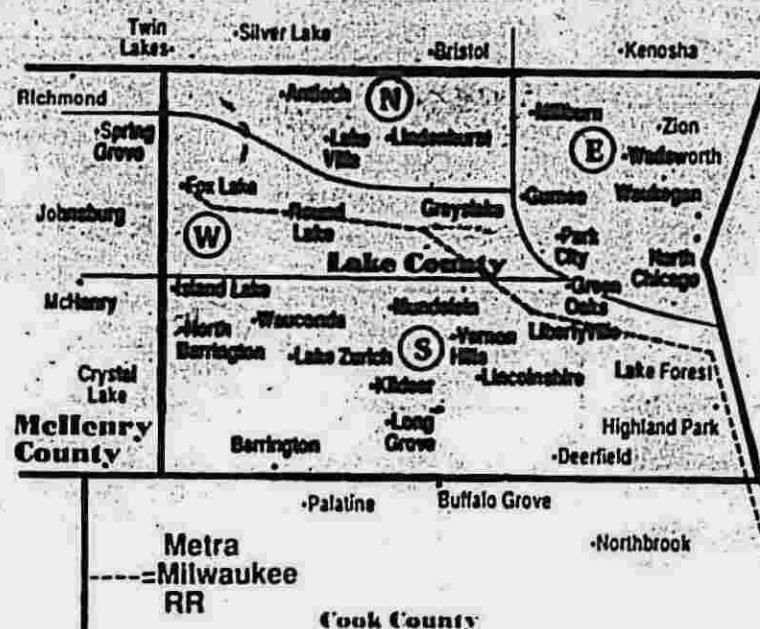 Twin
Lakes
Silver Lake
Bristol
Kenosha
Richmond
Antioch
N
Millburn
Zion
Spring
Grove
Lake
Villa
Lindenhurst
E
Wadsworth
Fox Lake
Gurnee
Waukegan
Johnsburg
Round
Lake
Grayslake
W
Park
City
North
Chicago
Lake County
McHenry
Island Lake
Mundelein
Green
Oaks
North
Barrington
Wauconda
S
Vernon
Hills
Libertyville
Lake Zurich
Crystal
Lake
Kildeer
Lincolnshire
Lake Forest
McHenry
County
Long
Grove
Highland Park
Barrington
Deerfield
Palatine
Buffalo Grove
Northbrook
Metra
----=Milwaukee
RR
Cook County